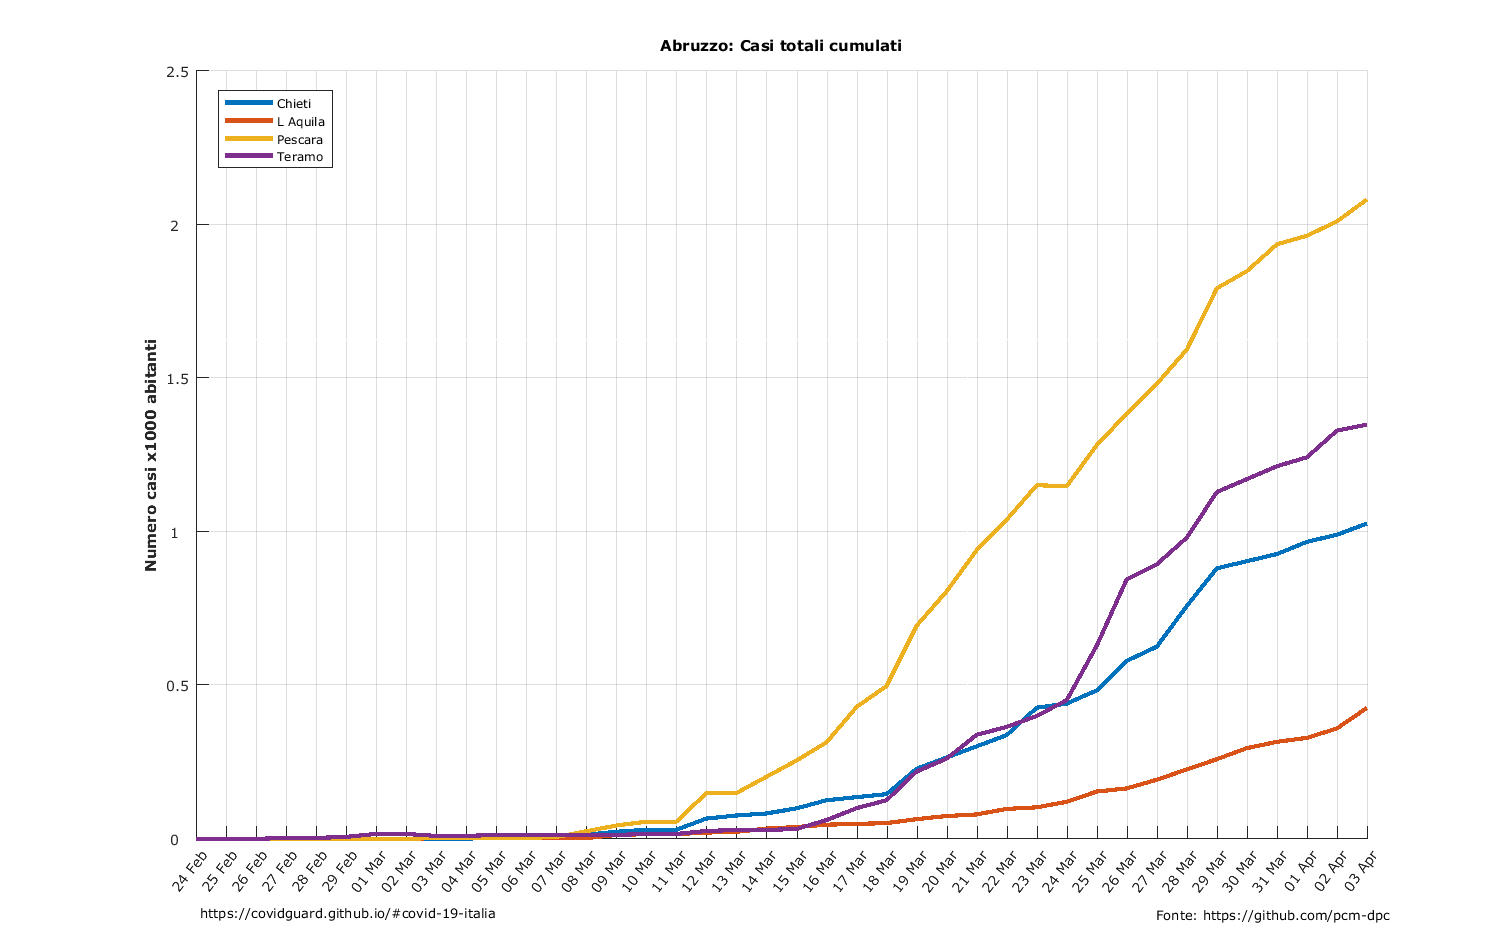 Abruzzo: Casi totali cumulati
2.5
2
1.5
1
0.5
0
Numero casi x1000 abitanti
Chieti
L Aquila
Pescara
Teramo
24 Feb
25 Feb
26 Feb
27 Feb
28 Feb
29 Feb
01 Mar
02 Mar
03 Mar
04 Mar
05 Mar
06 Mar
07 Mar
08 Mar
09 Mar
10 Mar
11 Mar
12 Mar
13 Mar
14 Mar
15 Mar
16 Mar
17 Mar
18 Mar
19 Mar
20 Mar
21 Mar
22 Mar
23 Mar
24 Mar
25 Mar
26 Mar
27 Mar
28 Mar
29 Mar
30 Mar
31 Mar
01 Apr
02 Apr
03 Apr
https://covidguard.github.io/#covid-19-italia
Fonte: https://github.com/pcm-dpc